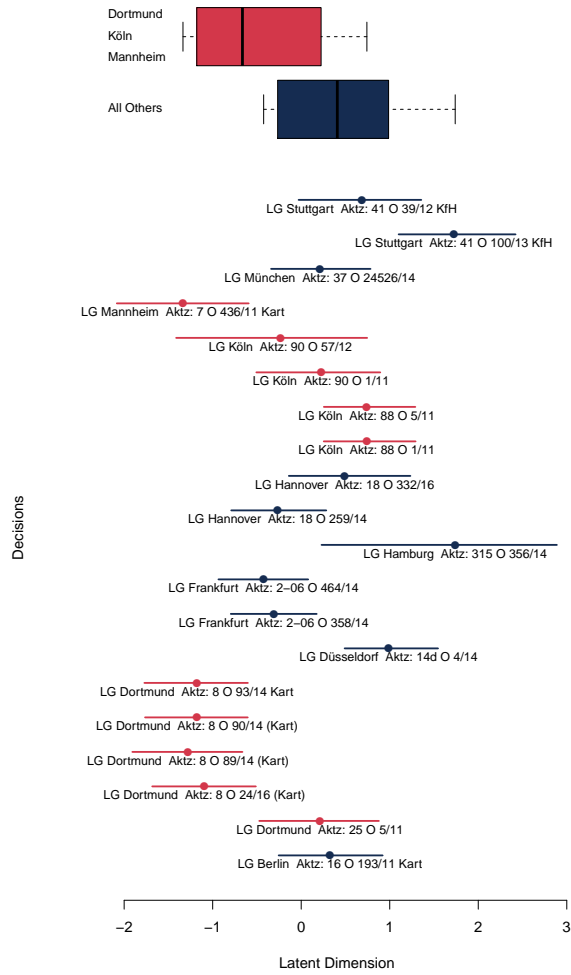 Dortmund
Köln
Mannheim
All Others
LG Stuttgart Aktz: 41 O 39/12 KfH
LG Stuttgart Aktz: 41 O 100/13 KfH
LG München Aktz: 37 O 24526/14
LG Mannheim Aktz: 7 O 436/11 Kart
LG Köln Aktz: 90 O 57/12
LG Köln Aktz: 90 O 1/11
LG Köln Aktz: 88 O 5/11
LG Köln Aktz: 88 O 1/11
LG Hannover Aktz: 18 O 332/16
LG Hannover Aktz: 18 O 259/14
LG Hamburg Aktz: 315 O 356/14
LG Frankfurt Aktz: 2−06 O 464/14
LG Frankfurt Aktz: 2−06 O 358/14
LG Düsseldorf Aktz: 14d O 4/14
LG Dortmund Aktz: 8 O 93/14 Kart
LG Dortmund Aktz: 8 O 90/14 (Kart)
LG Dortmund Aktz: 8 O 89/14 (Kart)
LG Dortmund Aktz: 8 O 24/16 (Kart)
LG Dortmund Aktz: 25 O 5/11
LG Berlin Aktz: 16 O 193/11 Kart
Decisions
−2 −1 0 1 2 3
Latent Dimension